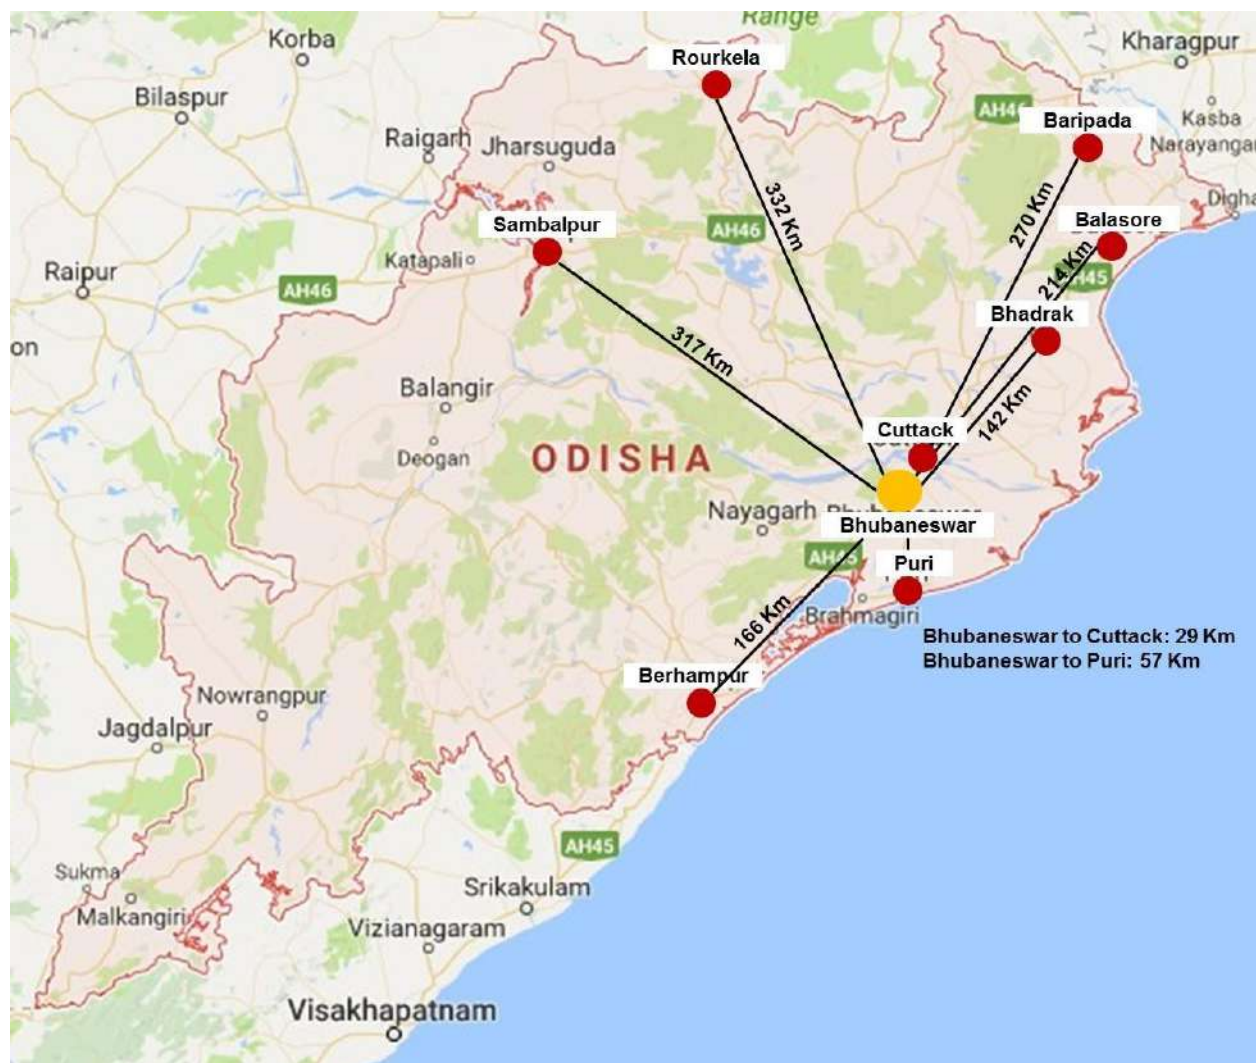 Range
Korba
Kharagpur
Rourkela
Bilaspur
AH46
Baripada
Kasba
Narayangar
Raigarh
Jharsuguda
Digha
332 Km
270 Km
Sambalpur
AH46
Balasore
Katapali
Raipur
AH46
214 Km
AH45
Bhadrak
317 Km
on
Balangir
142 Km
Cuttack
Deogan
ODISHA
Nayagarh
Bhubaneswar
AH45
Puri
Brahmagiri
166 Km
Bhubaneswar to Cuttack: 29 Km
Bhubaneswar to Puri: 57 Km
Berhampur
Nowrangpur
Jagdalpur
AH45
Sukma
Srikakulam
Malkangiri
Vizianagaram
Visakhapatnam